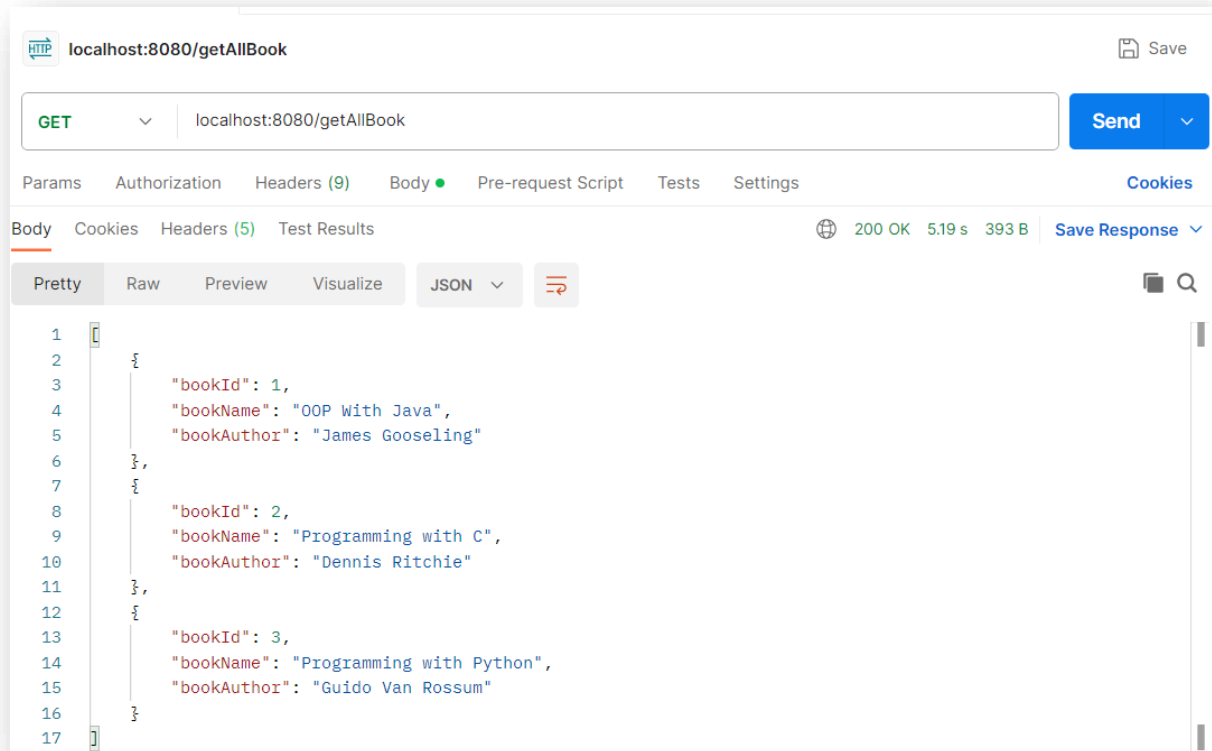 HTTP localhost:8080/getAllBook Save
GET localhost:8080/getAllBook Send
Params Authorization Headers (9) Body Pre-request Script Tests Settings Cookies
Body Cookies Headers (5) Test Results 200 OK 5.19 s 393 B Save Response
Pretty Raw Preview Visualize JSON
1 [
2 {
3 "bookId": 1,
4 "bookName": "OOP With Java",
5 "bookAuthor": "James Gooseling"
6 },
7 {
8 "bookId": 2,
9 "bookName": "Programming with C",
10 "bookAuthor": "Dennis Ritchie"
11 },
12 {
13 "bookId": 3,
14 "bookName": "Programming with Python",
15 "bookAuthor": "Guido Van Rossum"
16 }
17 ]